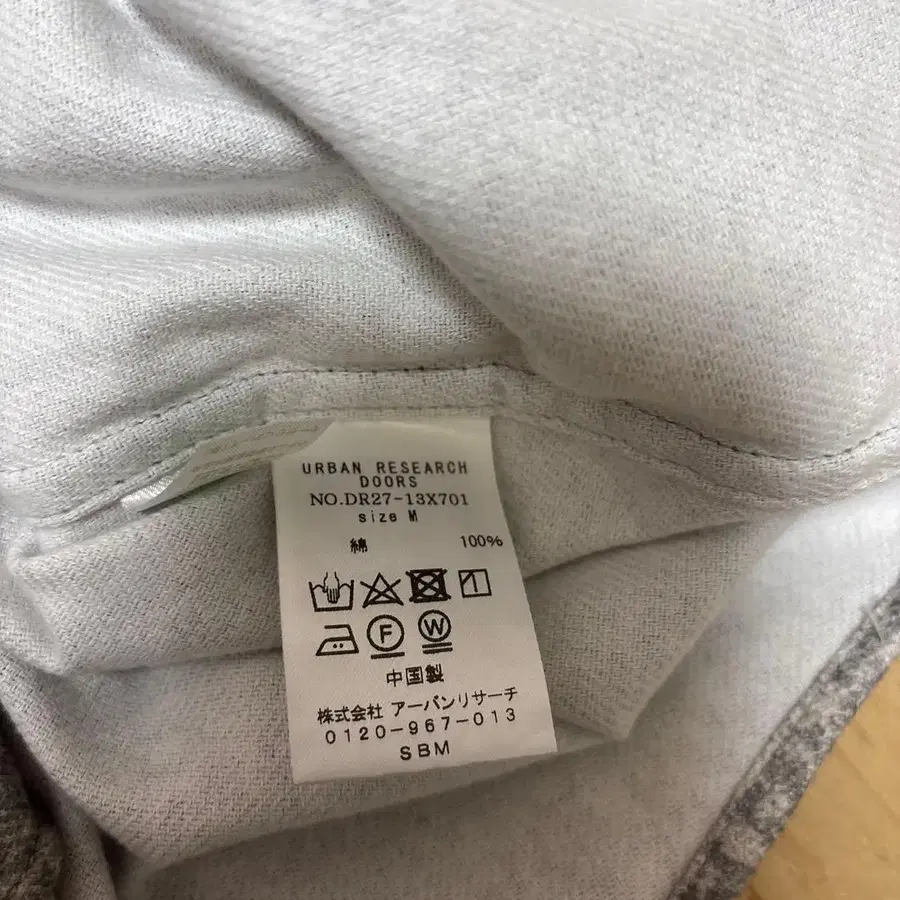 URBAN RESEARCH
DOORS
NO.DR27-13X701
size M
綿 100%
F W
中国製
株式会社 アーバンリサーチ
0120-967-013
SBM